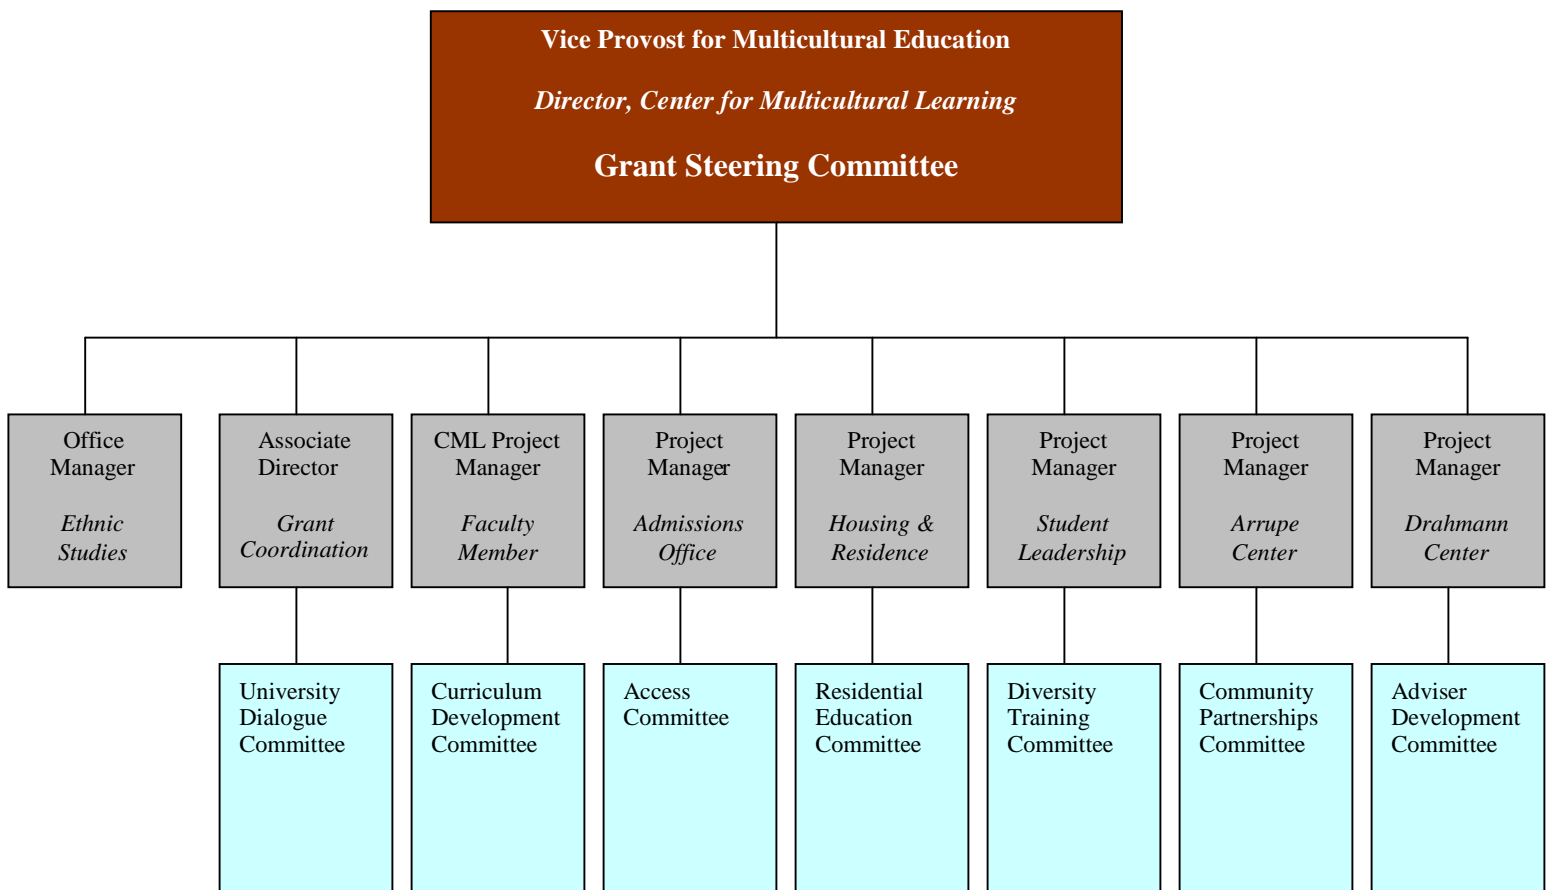 Vice Provost for Multicultural Education
Director, Center for Multicultural Learning
Grant Steering Committee
Office
Manager
Ethnic
Studies
Associate
Director
Grant
Coordination
CML Project
Manager
Faculty
Member
Project
Manager
Admissions
Office
Project
Manager
Housing &
Residence
Project
Manager
Student
Leadership
Project
Manager
Arrupe
Center
Project
Manager
Drahmann
Center
University
Dialogue
Committee
Curriculum
Development
Committee
Access
Committee
Residential
Education
Committee
Diversity
Training
Committee
Community
Partnerships
Committee
Adviser
Development
Committee